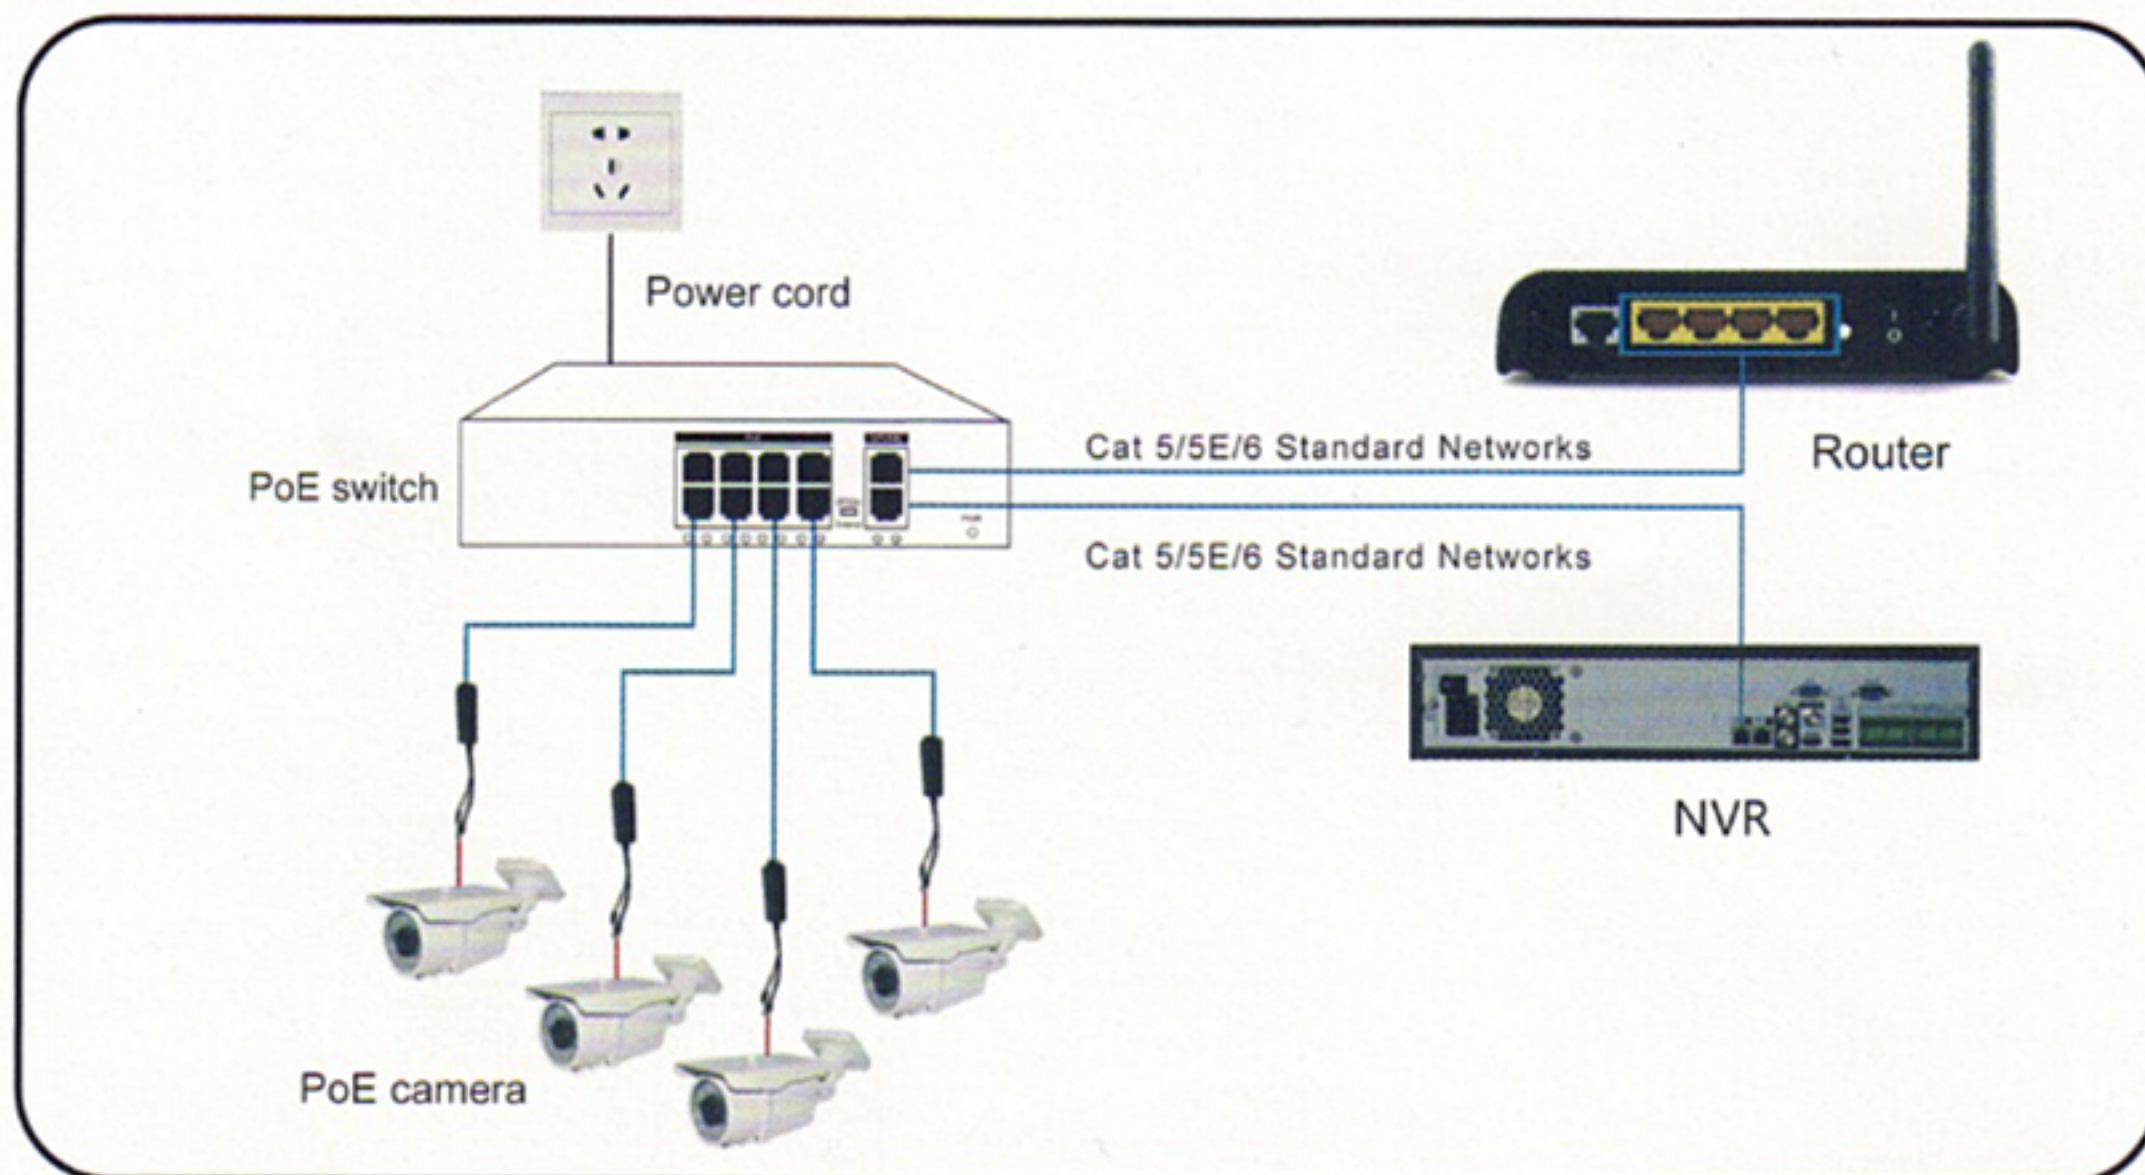 Power cord
PoE switch
Cat 5/5E/6 Standard Networks
Router
Cat 5/5E/6 Standard Networks
NVR
PoE camera